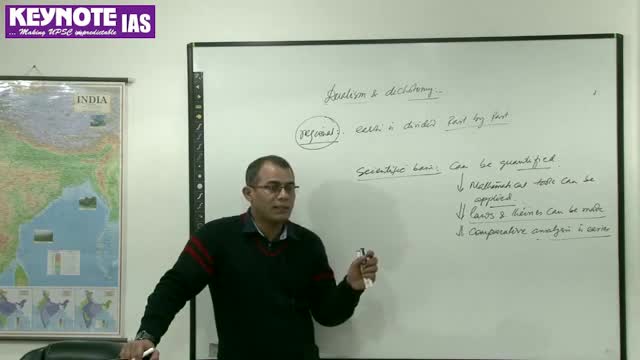 KEYNOTE IAS
... Making UPSC unpredictable
INDIA
Dualism & dichotomy
regional: earth is divided Part by Part
Scientific basis: Can be quantified.
↓ Mathematical tools can be applied
↓ laws & theories can be made
↓ Comparative analysis is easier